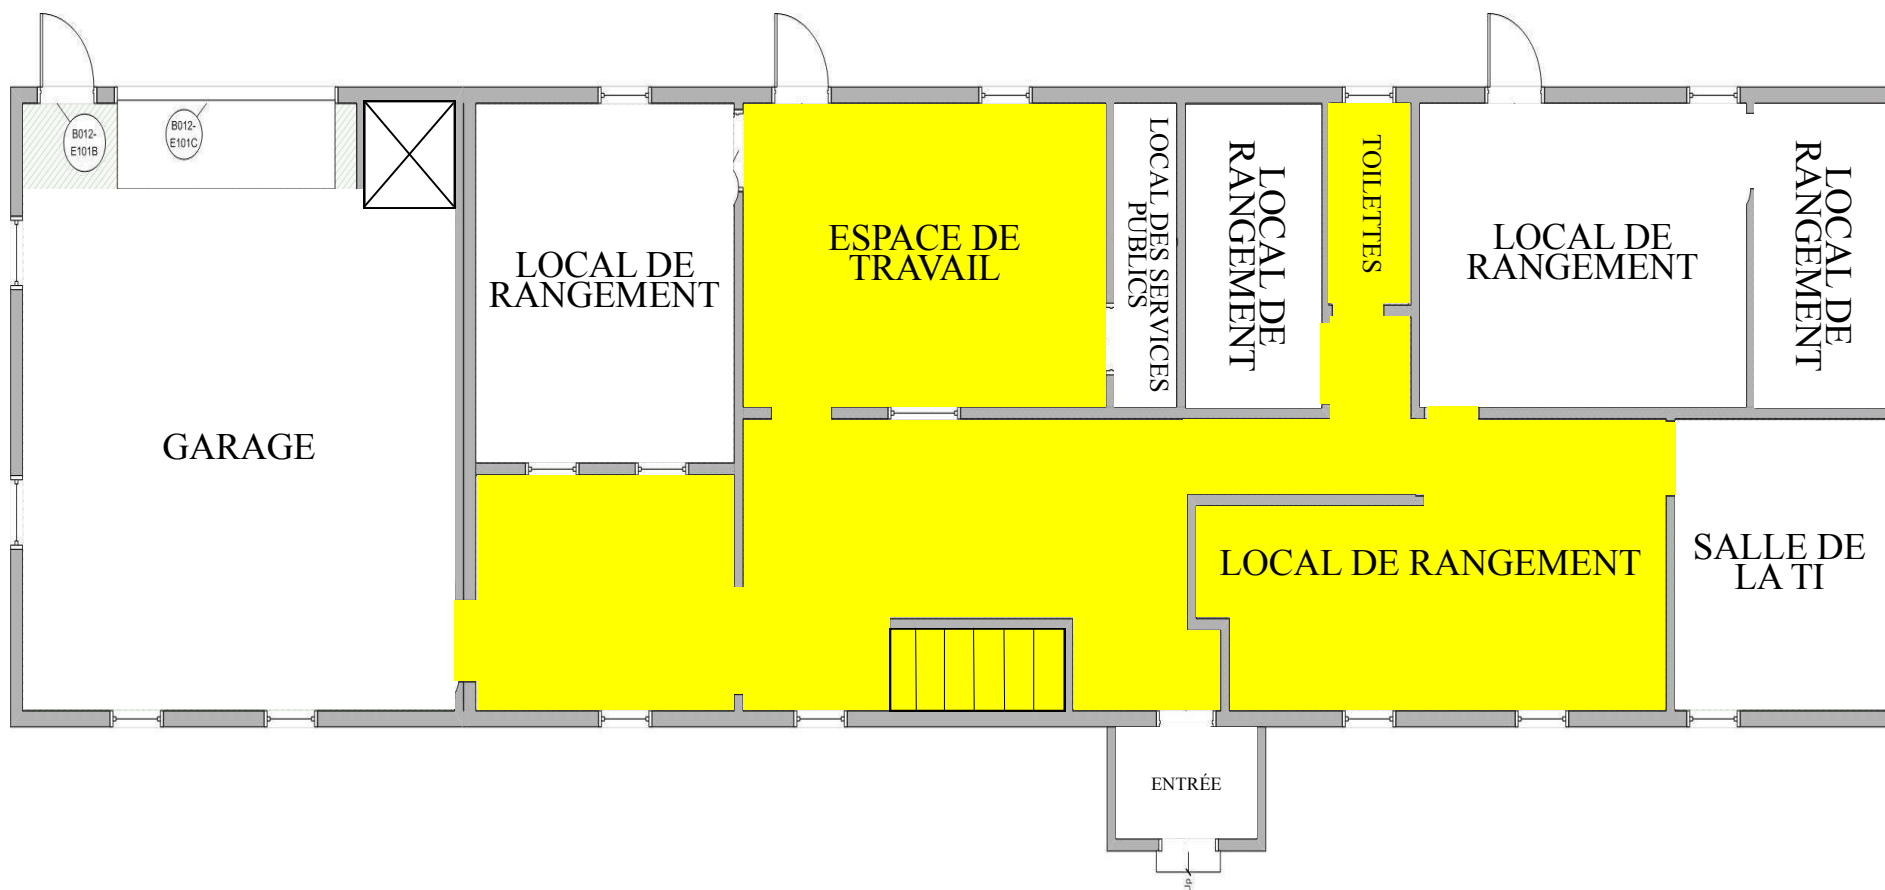 B012-
E101B
B012-
E101C
GARAGE
LOCAL DE
RANGEMENT
ESPACE DE
TRAVAIL
LOCAL DES SERVICES
PUBLICS
LOCAL DE
RANGEMENT
TOILETTES
LOCAL DE
RANGEMENT
LOCAL DE
RANGEMENT
LOCAL DE RANGEMENT
SALLE DE
LA TI
ENTRÉE